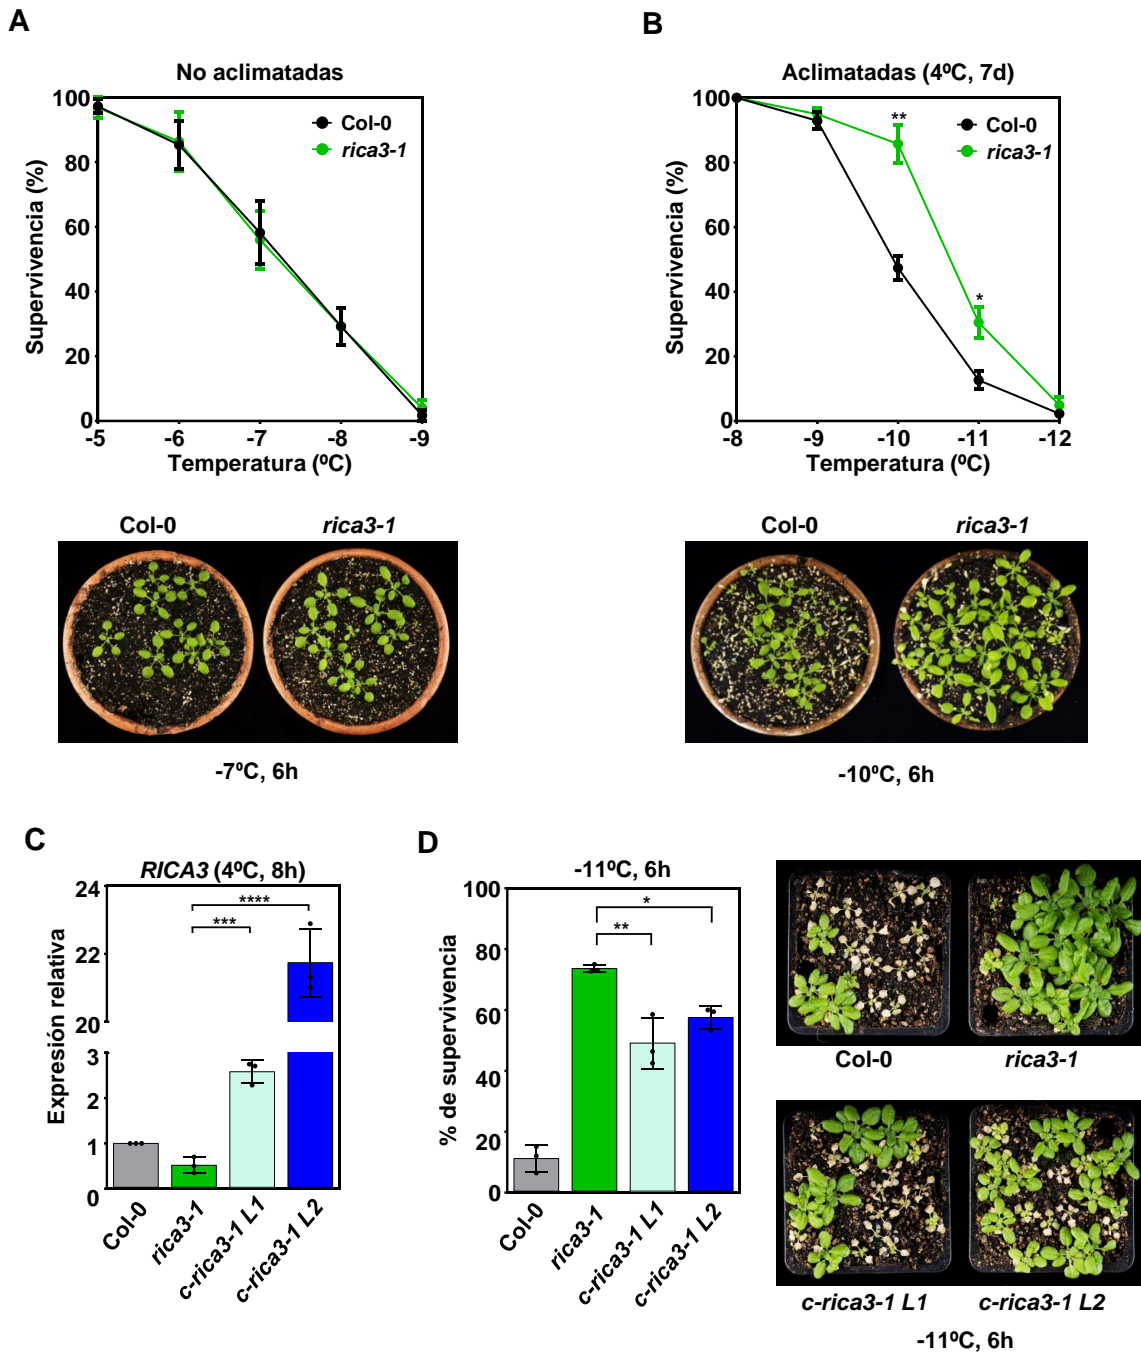 A
No aclimatadas
100
80
60
40
20
0
Supervivencia (%)
Col-0
rica3-1
-5 -6 -7 -8 -9
Temperatura (ºC)
Col-0 rica3-1
-7ºC, 6h
B
Aclimatadas (4ºC, 7d)
100
80
60
40
20
0
Supervivencia (%)
Col-0
rica3-1
**
*
-8 -9 -10 -11 -12
Temperatura (ºC)
Col-0 rica3-1
-10ºC, 6h
C
RICA3 (4ºC, 8h)
24
22
20
3
2
1
0
Expresión relativa
****
***
Col-0
rica3-1
c-rica3-1 L1
c-rica3-1 L2
D
-11ºC, 6h
100
80
60
40
20
0
% de supervivencia
*
**
Col-0
rica3-1
c-rica3-1 L1
c-rica3-1 L2
Col-0 rica3-1
c-rica3-1 L1 c-rica3-1 L2
-11ºC, 6h